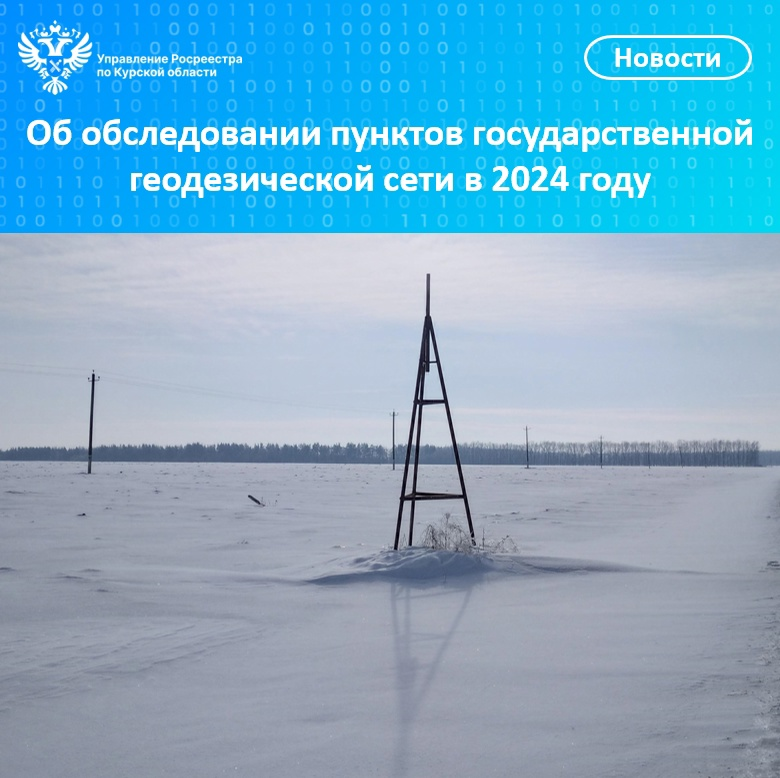 Управление Росреестра
по Курской области
Новости
Об обследовании пунктов государственной
геодезической сети в 2024 году